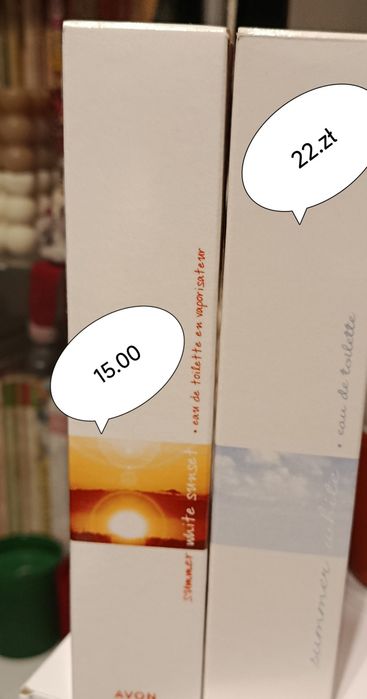 22.zł
15.00
summer white sunset • eau de toilette en vaporisateur
AVON
summer white • eau de toilette